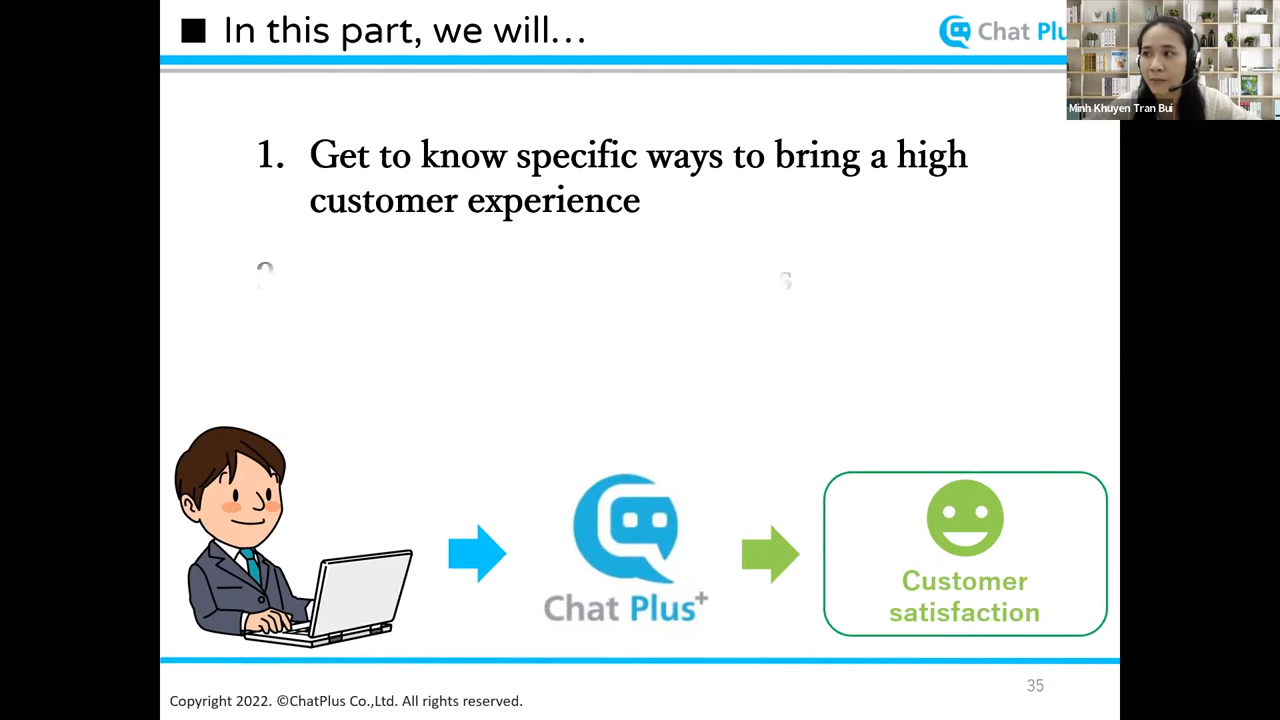 ■ In this part, we will...
Chat Plu
Minh Khuyen Tran Bui
1. Get to know specific ways to bring a high
customer experience
Chat Plus+
Customer
satisfaction
Copyright 2022. ©ChatPlus Co.,Ltd. All rights reserved.
35